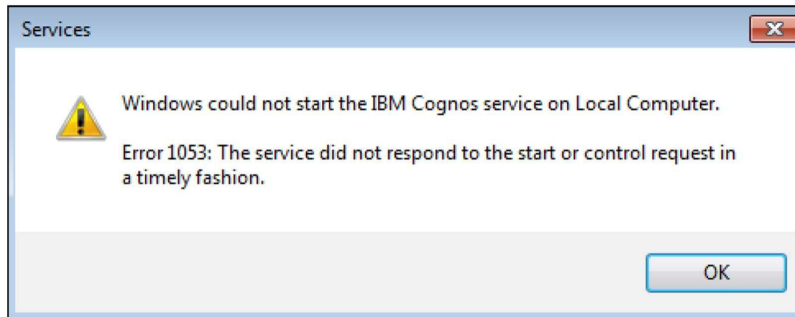 Services
Windows could not start the IBM Cognos service on Local Computer.
Error 1053: The service did not respond to the start or control request in
a timely fashion.
OK